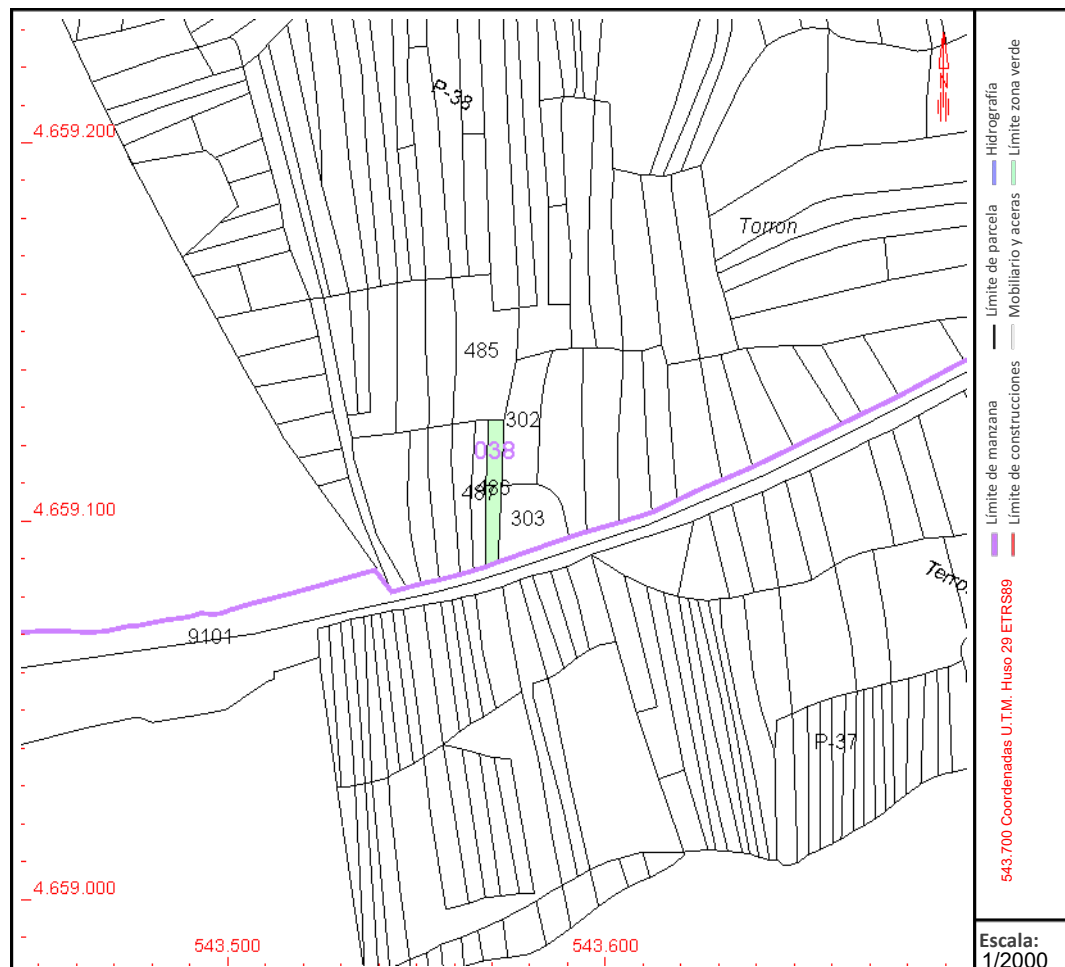 P-38
4.659.200
Torron
485
302
038
486
487
4.659.100
303
9101
P-37
4.659.000
543.500
543.600
N
Límite de manzana
Límite de parcela
Hidrografía
Límite de construcciones
Mobiliario y aceras
Límite zona verde
543.700 Coordenadas U.T.M. Huso 29 ETRS89
Escala:
1/2000